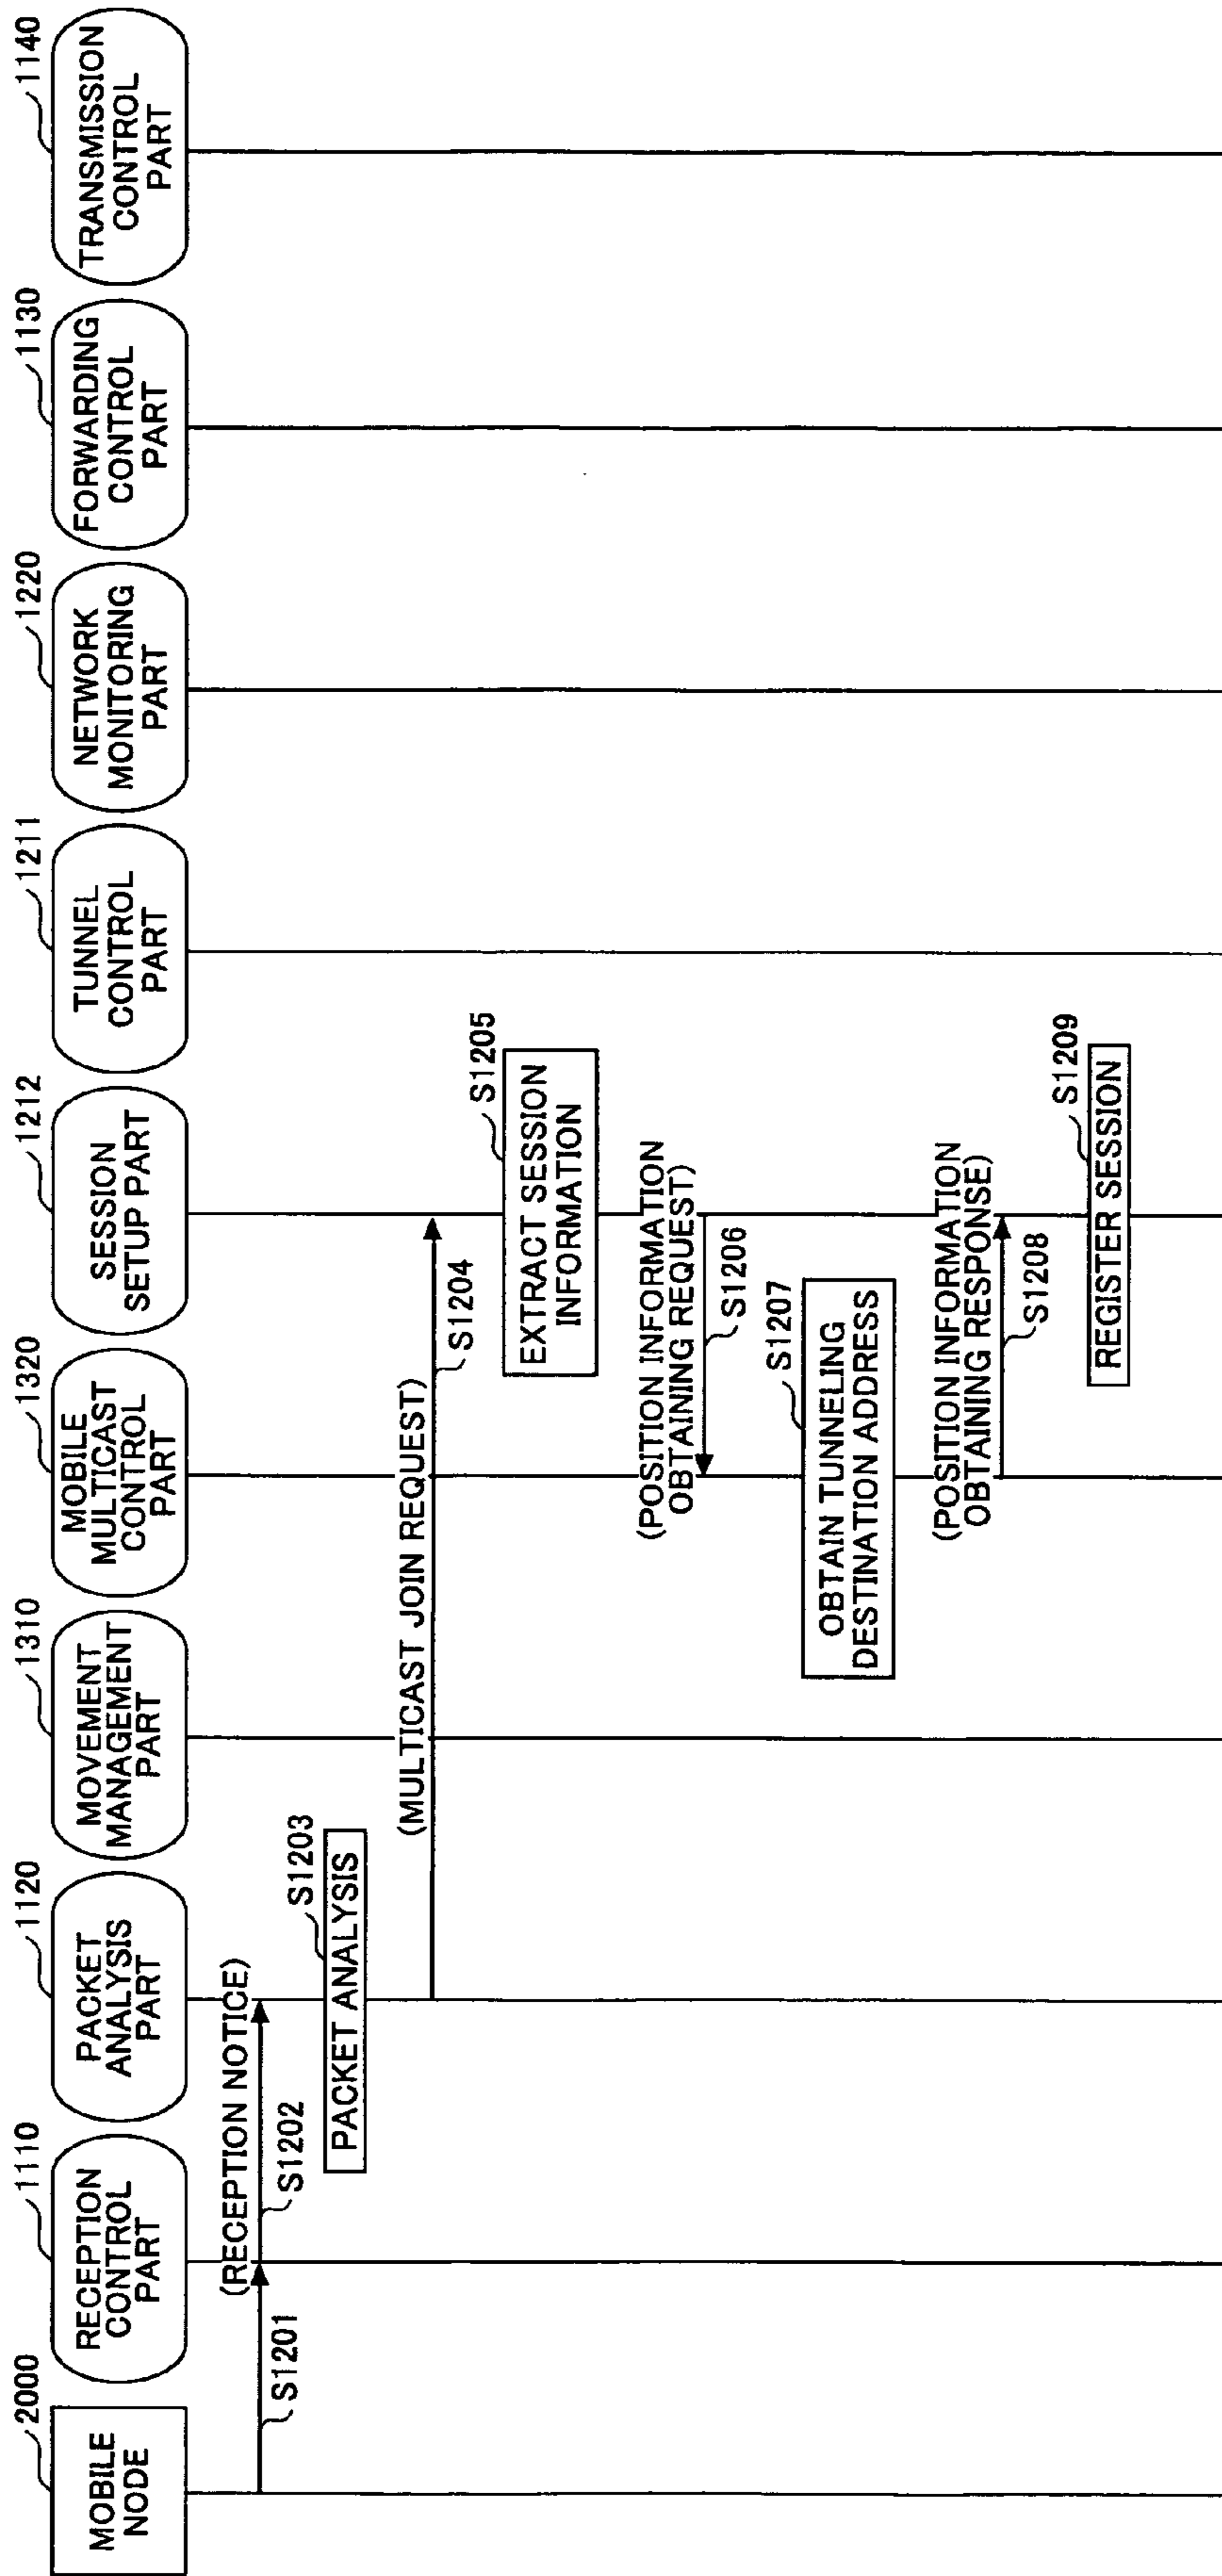 2000
MOBILE
NODE
1110
RECEPTION
CONTROL
PART
1120
PACKET
ANALYSIS
PART
1310
MOVEMENT
MANAGEMENT
PART
1320
MOBILE
MULTICAST
CONTROL
PART
1212
SESSION
SETUP PART
1211
TUNNEL
CONTROL
PART
1220
NETWORK
MONITORING
PART
1130
FORWARDING
CONTROL
PART
1140
TRANSMISSION
CONTROL
PART
S1201
(RECEPTION NOTICE)
S1202
S1203
PACKET ANALYSIS
(MULTICAST JOIN REQUEST)
S1204
S1205
EXTRACT SESSION
INFORMATION
(POSITION INFORMATION
OBTAINING REQUEST)
S1206
S1207
OBTAIN TUNNELING
DESTINATION ADDRESS
(POSITION INFORMATION
OBTAINING RESPONSE)
S1208
S1209
REGISTER SESSION